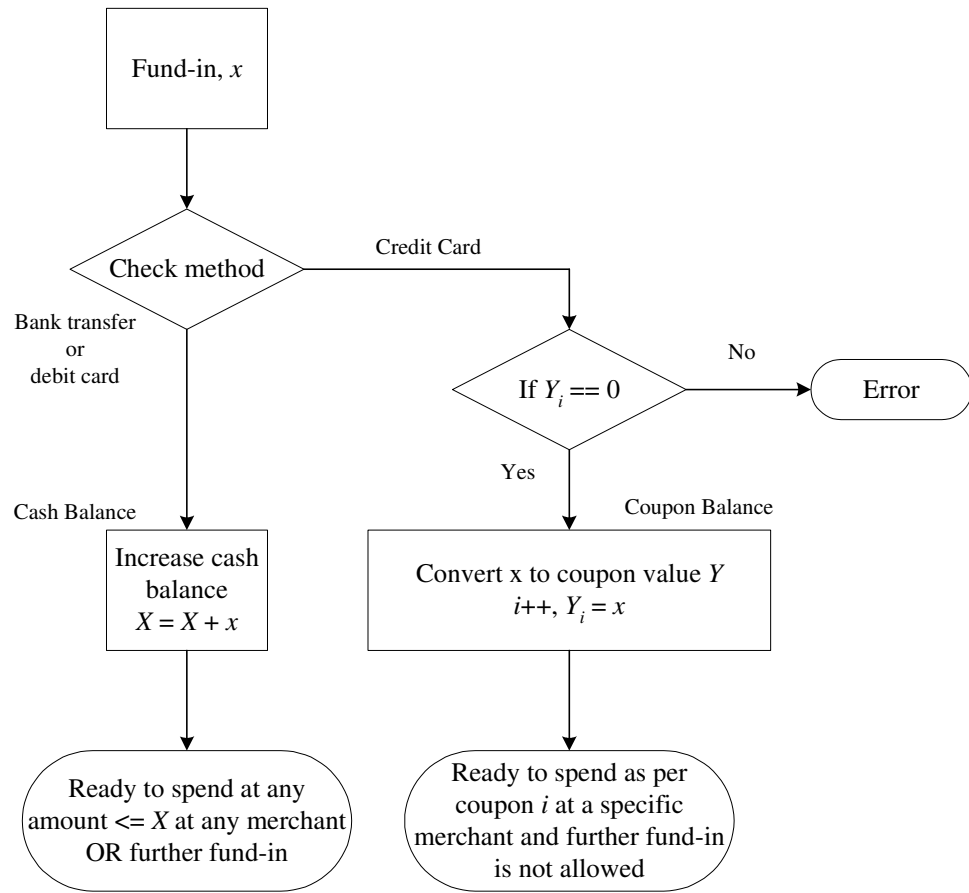 Fund-in, x
Check method
Credit Card
Bank transfer
or
debit card
If Y_i == 0
No
Error
Yes
Cash Balance
Coupon Balance
Increase cash
balance
X = X + x
Convert x to coupon value Y
i++, Y_i = x
Ready to spend at any
amount <= X at any merchant
OR further fund-in
Ready to spend as per
coupon i at a specific
merchant and further fund-in
is not allowed